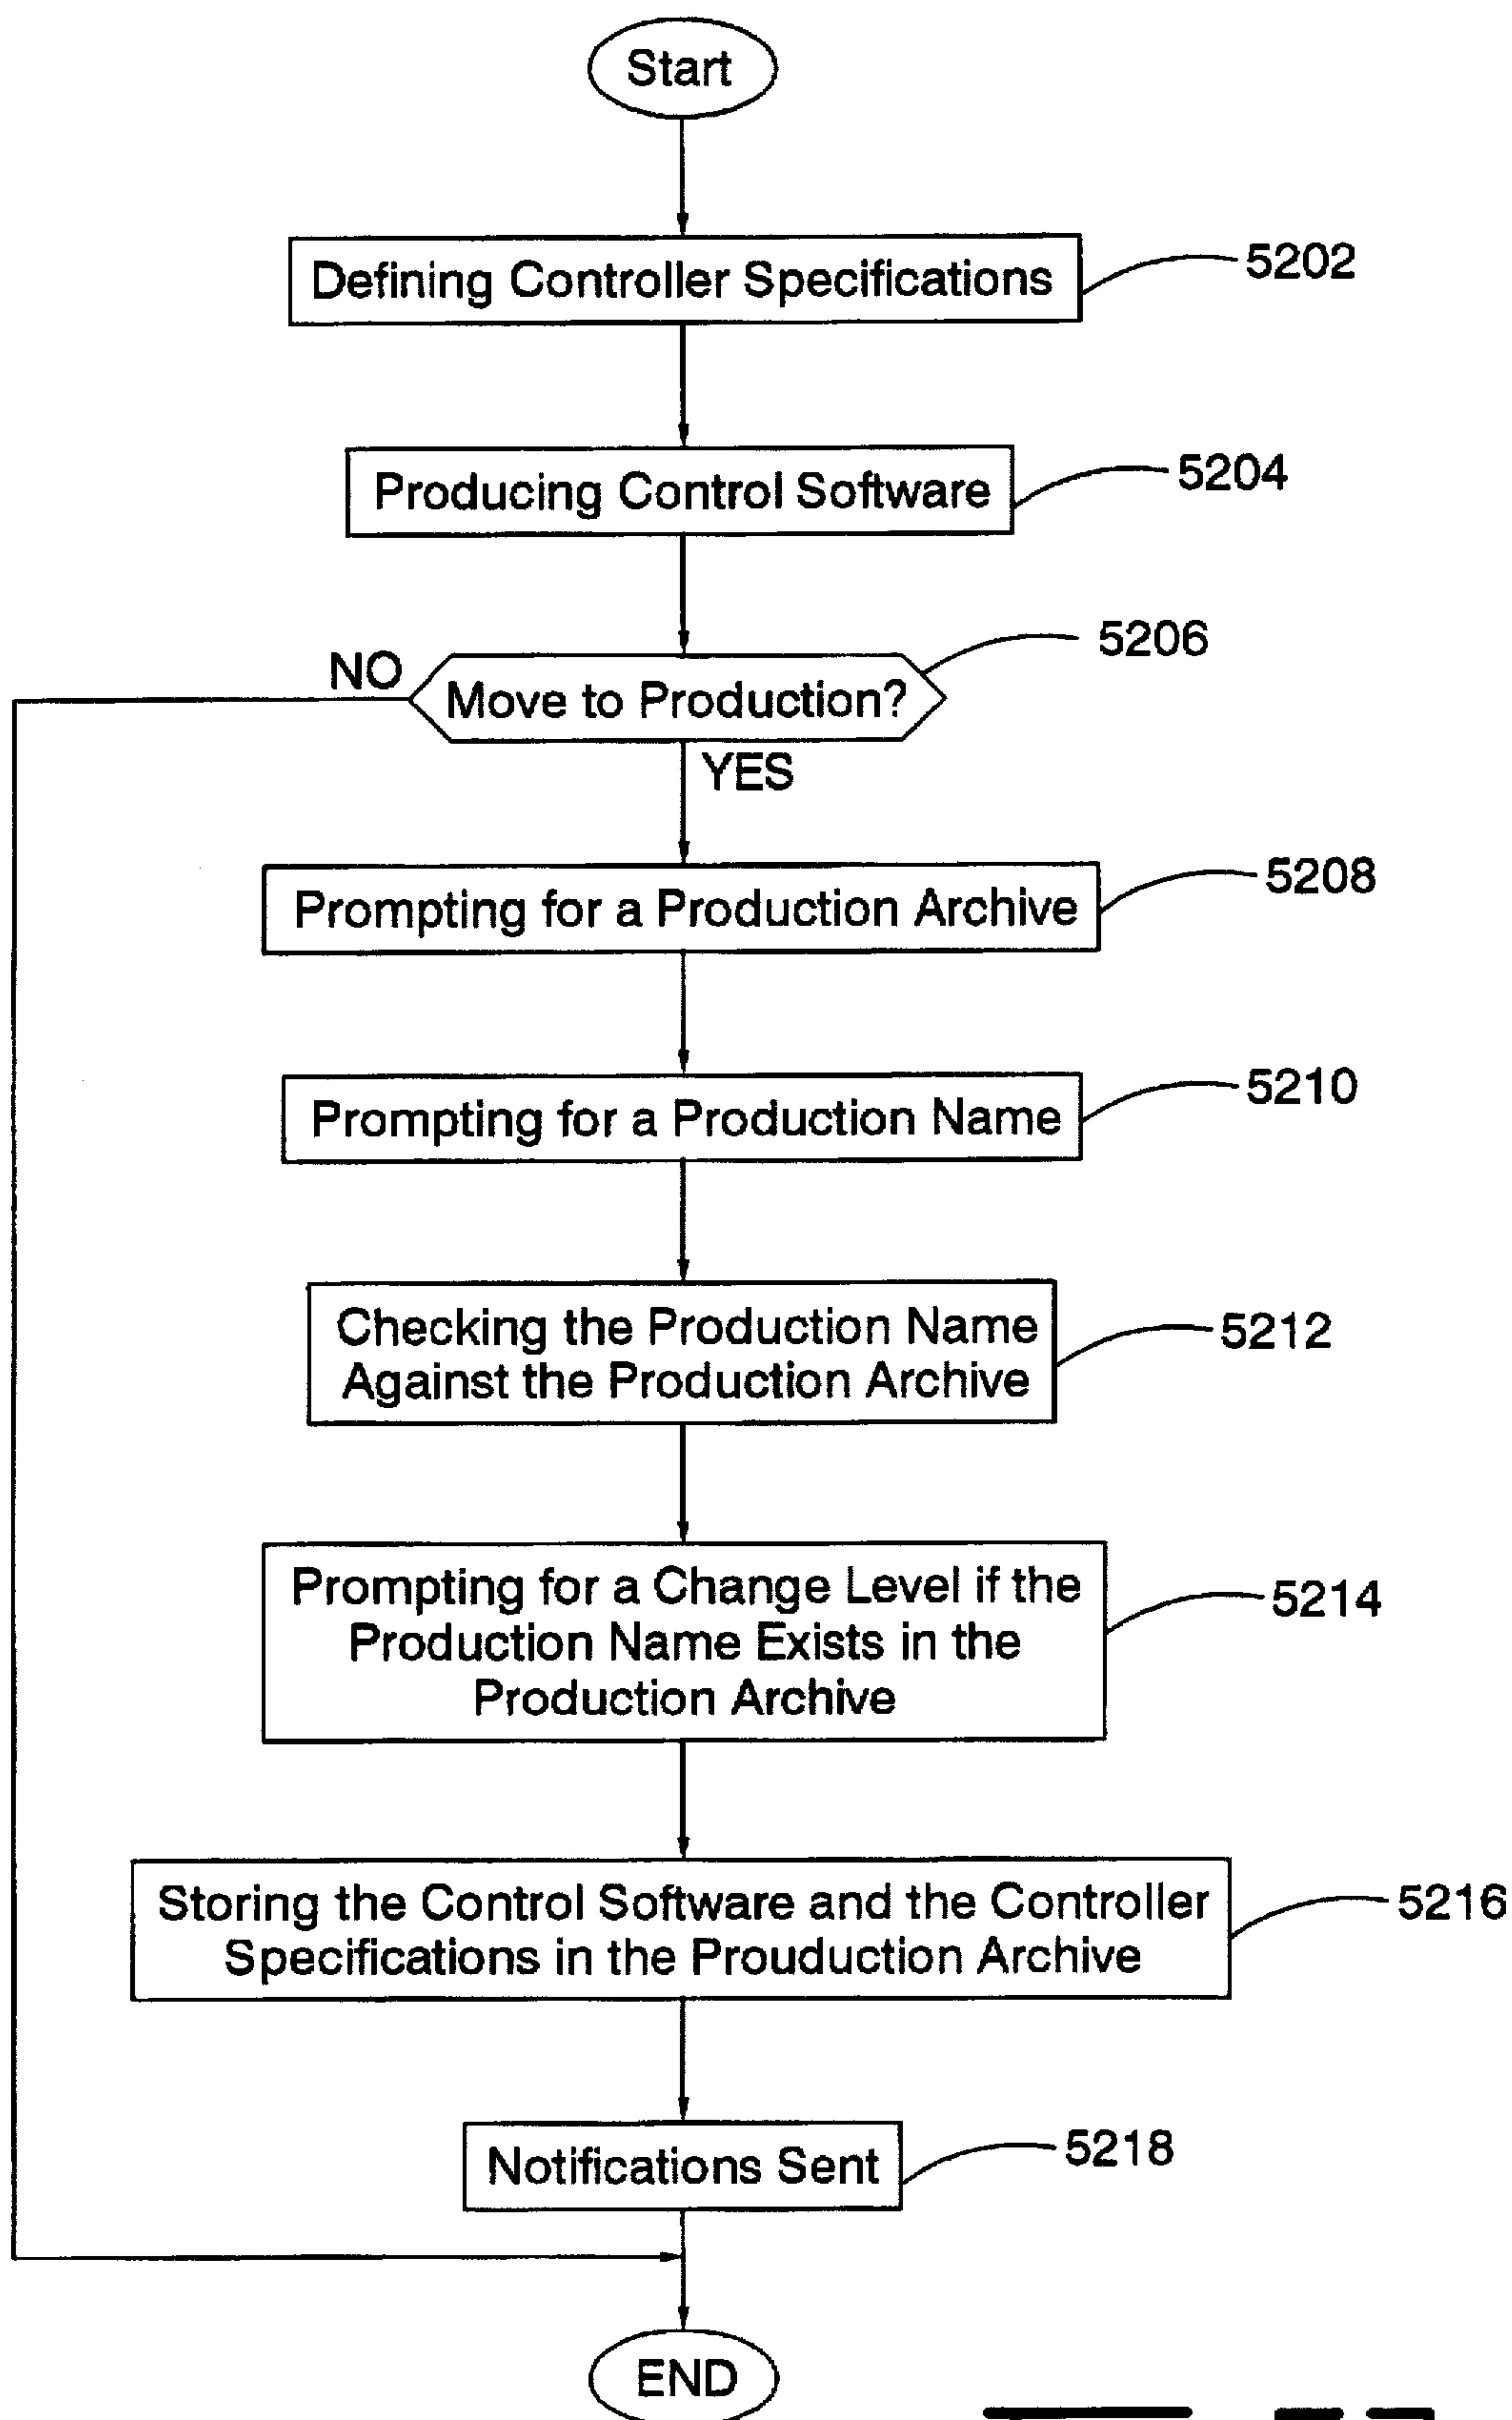 Start
Defining Controller Specifications
5202
Producing Control Software
5204
5206
NO
Move to Production?
YES
5208
Prompting for a Production Archive
5210
Prompting for a Production Name
Checking the Production Name
Against the Production Archive
5212
Prompting for a Change Level if the
Production Name Exists in the
Production Archive
5214
Storing the Control Software and the Controller
Specifications in the Prouduction Archive
5216
Notifications Sent
5218
END